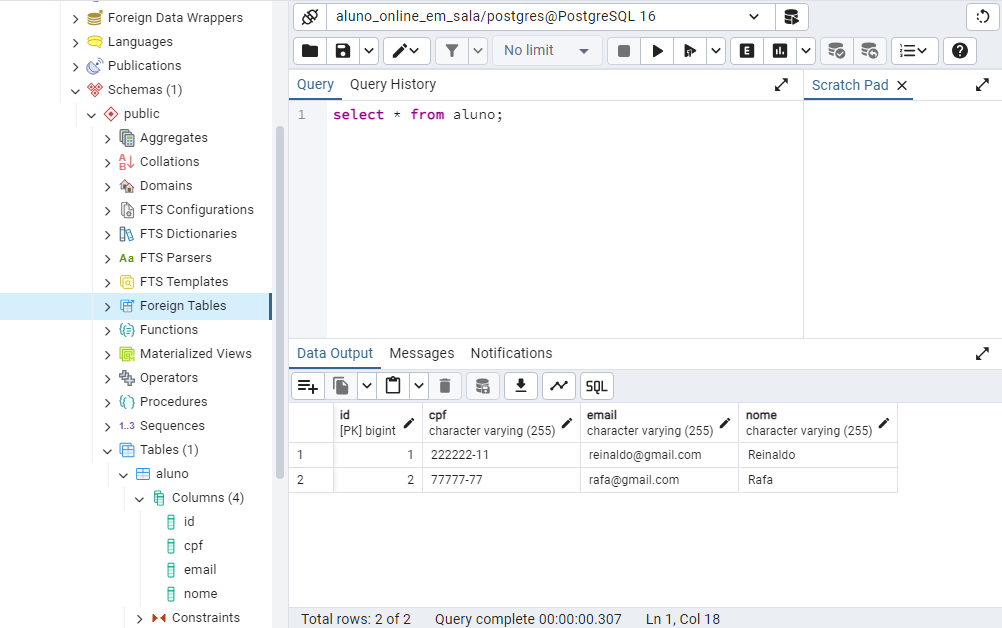 Foreign Data Wrappers
Languages
Publications
Schemas (1)
public
Aggregates
Collations
Domains
FTS Configurations
FTS Dictionaries
Aa FTS Parsers
FTS Templates
Foreign Tables
Functions
Materialized Views
Operators
Procedures
1..3 Sequences
Tables (1)
aluno
Columns (4)
id
cpf
email
nome
Constraints
aluno_online_em_sala/postgres@PostgreSQL 16
No limit
E
Query Query History
Scratch Pad
1 select * from aluno;
Data Output Messages Notifications
SQL
id cpf email nome
[PK] bigint character varying (255) character varying (255) character varying (255)
1 1 222222-11 reinaldo@gmail.com Reinaldo
2 2 77777-77 rafa@gmail.com Rafa
Total rows: 2 of 2 Query complete 00:00:00.307 Ln 1, Col 18